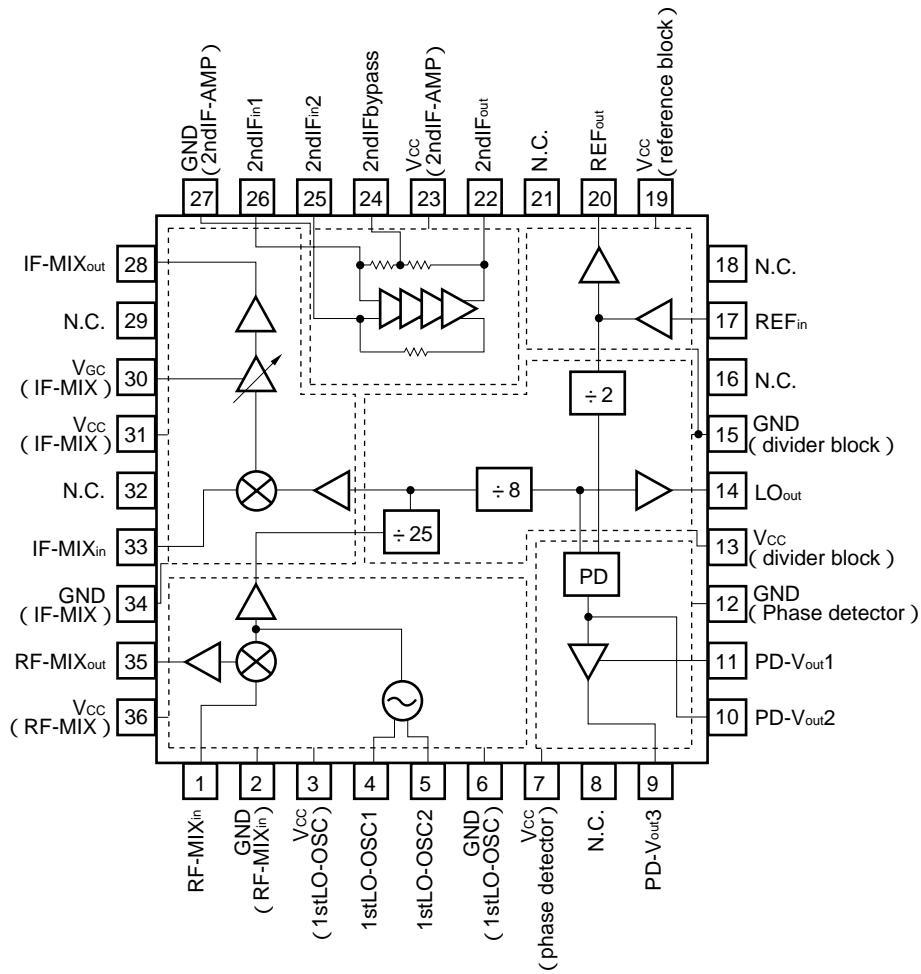 GND
(2ndIF-AMP)
2ndIFin1
2ndIFin2
2ndIFbypass
VCC
(2ndIF-AMP)
2ndIFout
N.C.
REFout
VCC
(reference block)
27
26
25
24
23
22
21
20
19
IF-MIXout
28
N.C.
29
VGC
(IF-MIX)
30
VCC
(IF-MIX)
31
N.C.
32
IF-MIXin
33
GND
(IF-MIX)
34
RF-MIXout
35
VCC
(RF-MIX)
36
÷2
÷8
÷25
PD
18
N.C.
17
REFin
16
N.C.
15
GND
(divider block)
14
LOout
13
VCC
(divider block)
12
GND
(Phase detector)
11
PD-Vout1
10
PD-Vout2
1
2
3
4
5
6
7
8
9
RF-MIXin
GND
(RF-MIXin)
VCC
(1stLO-OSC)
1stLO-OSC1
1stLO-OSC2
GND
(1stLO-OSC)
VCC
(phase detector)
N.C.
PD-Vout3